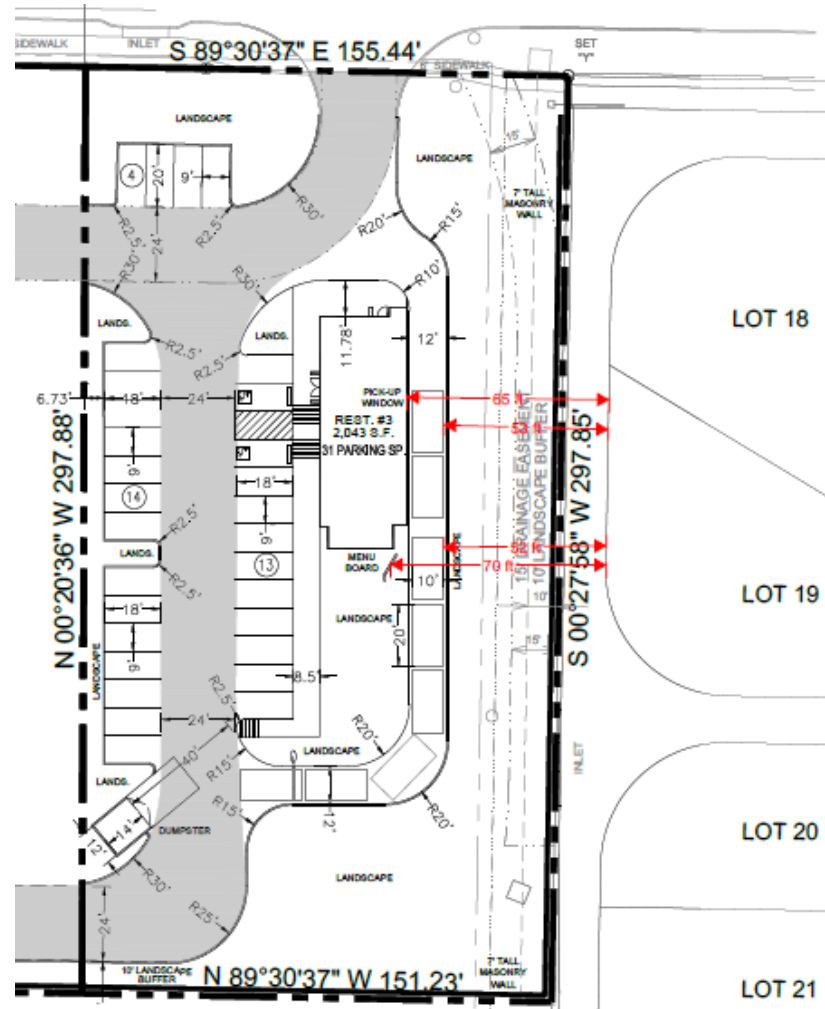 SIDEWALK
INLET
S 89°30'37" E 155.44'
6' SIDEWALK
SET
"Y"
LANDSCAPE
15'
LANDSCAPE
4
20'
9'
7' TALL
MASONRY
WALL
R30'
R2.5'
R2.5'
R20'
R15'
24'
R30'
R30'
R10'
LOT 18
LANDS.
LANDS.
R2.5'
R2.5'
11.78'
12'
6.73'
18'
24'
PICK-UP
WINDOW
65 ft
REST. #3
2,043 S.F.
31 PARKING SP.
53 ft
N 00°20'36" W 297.88'
S 00°27'58" W 297.85'
15' DRAINAGE EASEMENT
10' LANDSCAPE BUFFER
9'
14
18'
9'
R2.5'
LANDS.
13
MENU
BOARD
70 ft
10'
LANDSCAPE
LOT 19
R2.5'
18'
9'
LANDSCAPE
20'
10'
15'
LANDSCAPE
8.5'
R2.5'
24'
40'
R20'
LANDSCAPE
R15'
INLET
LANDS.
R15'
12'
R20'
14'
12'
DUMPSTER
LOT 20
R30'
LANDSCAPE
R25'
24'
10' LANDSCAPE
BUFFER
N 89°30'37" W 151.23'
7' TALL
MASONRY
WALL
LOT 21